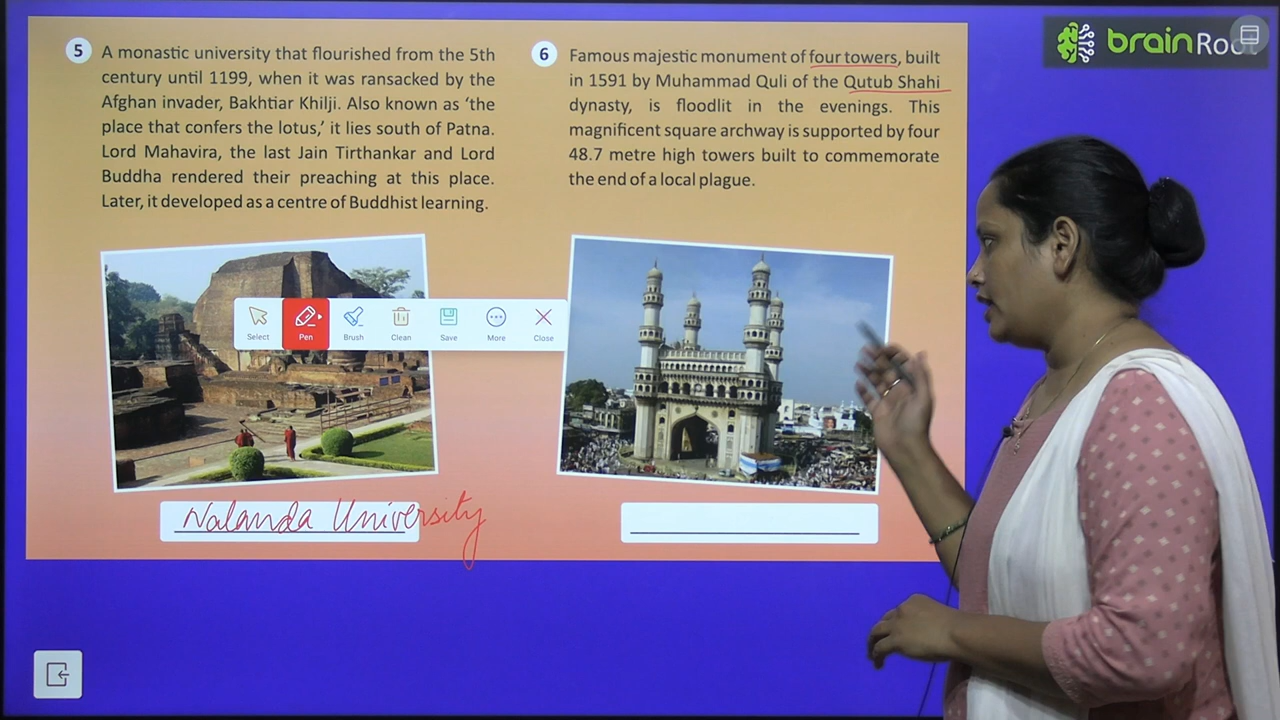 brainRoot
5 A monastic university that flourished from the 5th
century until 1199, when it was ransacked by the
Afghan invader, Bakhtiar Khilji. Also known as ‘the
place that confers the lotus,’ it lies south of Patna.
Lord Mahavira, the last Jain Tirthankar and Lord
Buddha rendered their preaching at this place.
Later, it developed as a centre of Buddhist learning.
Nalanda University
6 Famous majestic monument of four towers, built
in 1591 by Muhammad Quli of the Qutub Shahi
dynasty, is floodlit in the evenings. This
magnificent square archway is supported by four
48.7 metre high towers built to commemorate
the end of a local plague.
Select Pen Brush Clean Save More Close